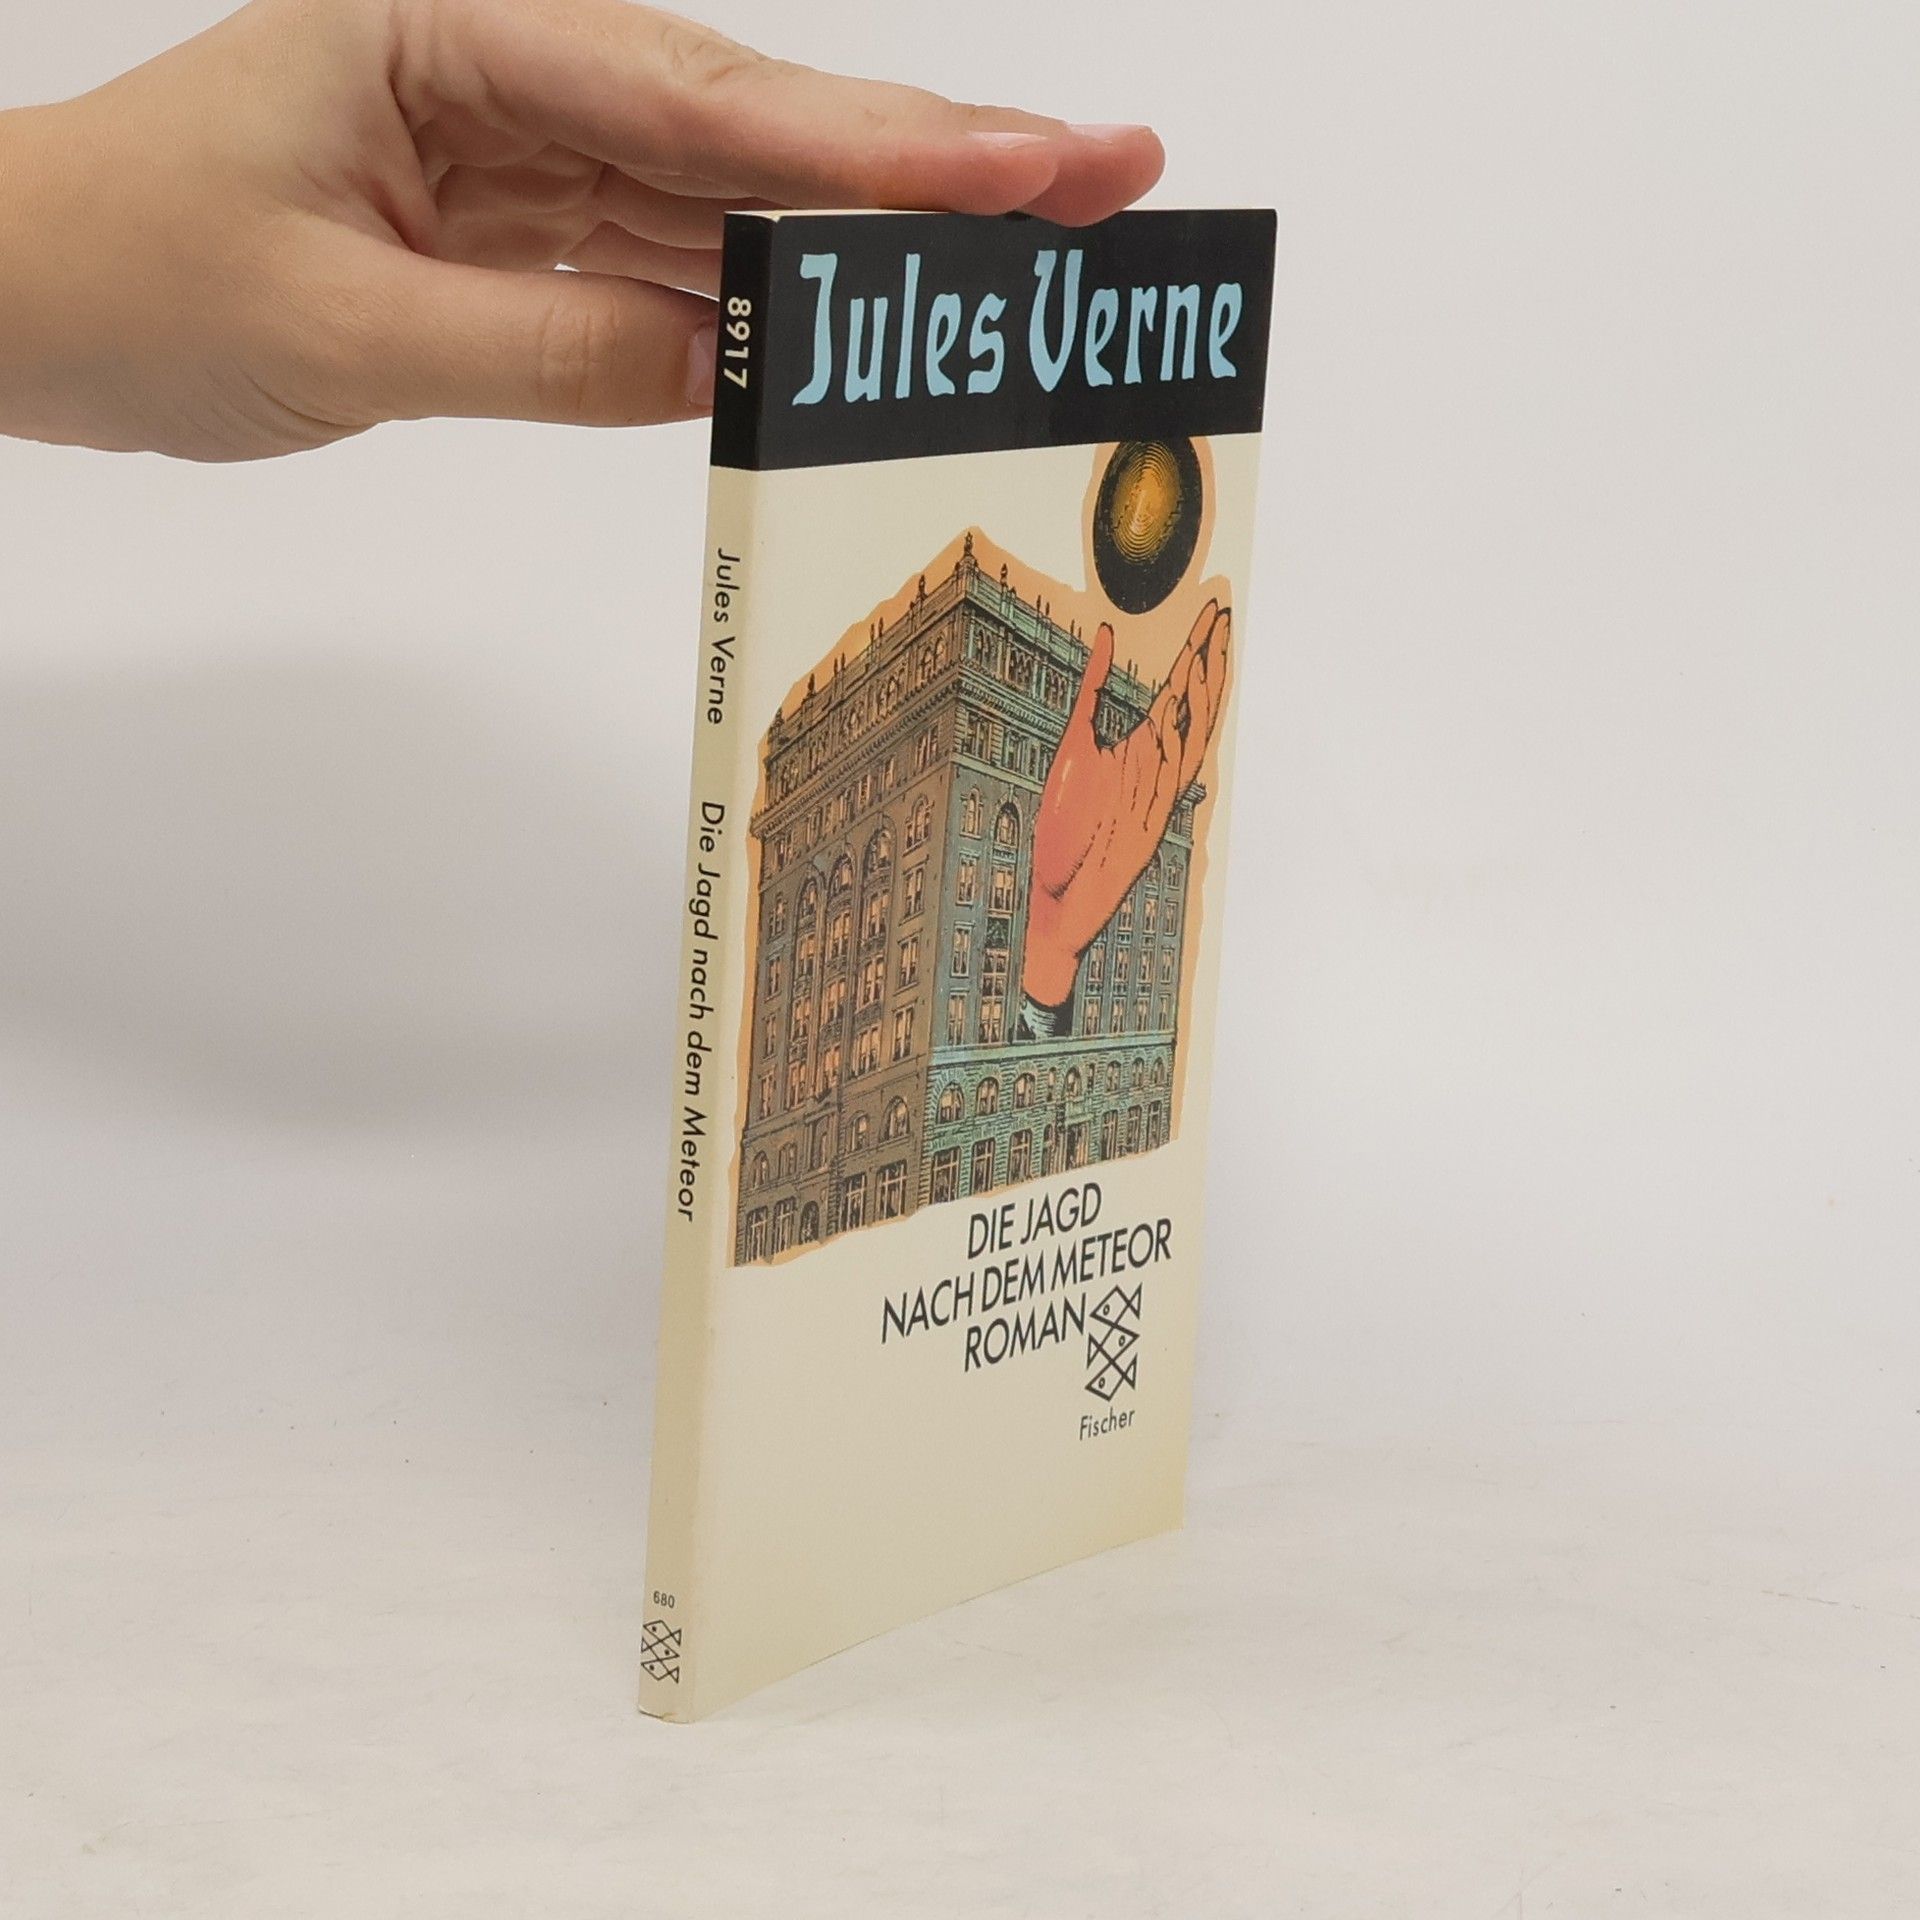 Jules Verne
DIE JAGD
NACH DEM METEOR
ROMAN
Fischer
8917
Jules Verne Die Jagd nach dem Meteor
680